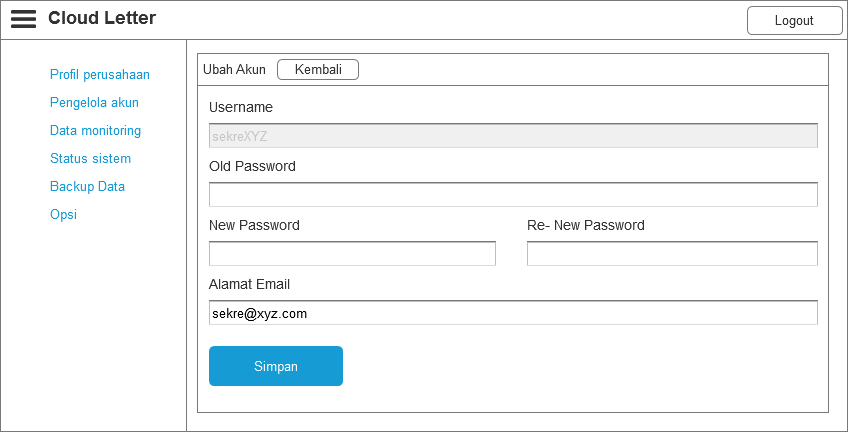 Cloud Letter
Logout
Profil perusahaan
Pengelola akun
Data monitoring
Status sistem
Backup Data
Opsi
Ubah Akun
Kembali
Username
sekreXYZ
Old Password
New Password
Re- New Password
Alamat Email
sekre@xyz.com
Simpan